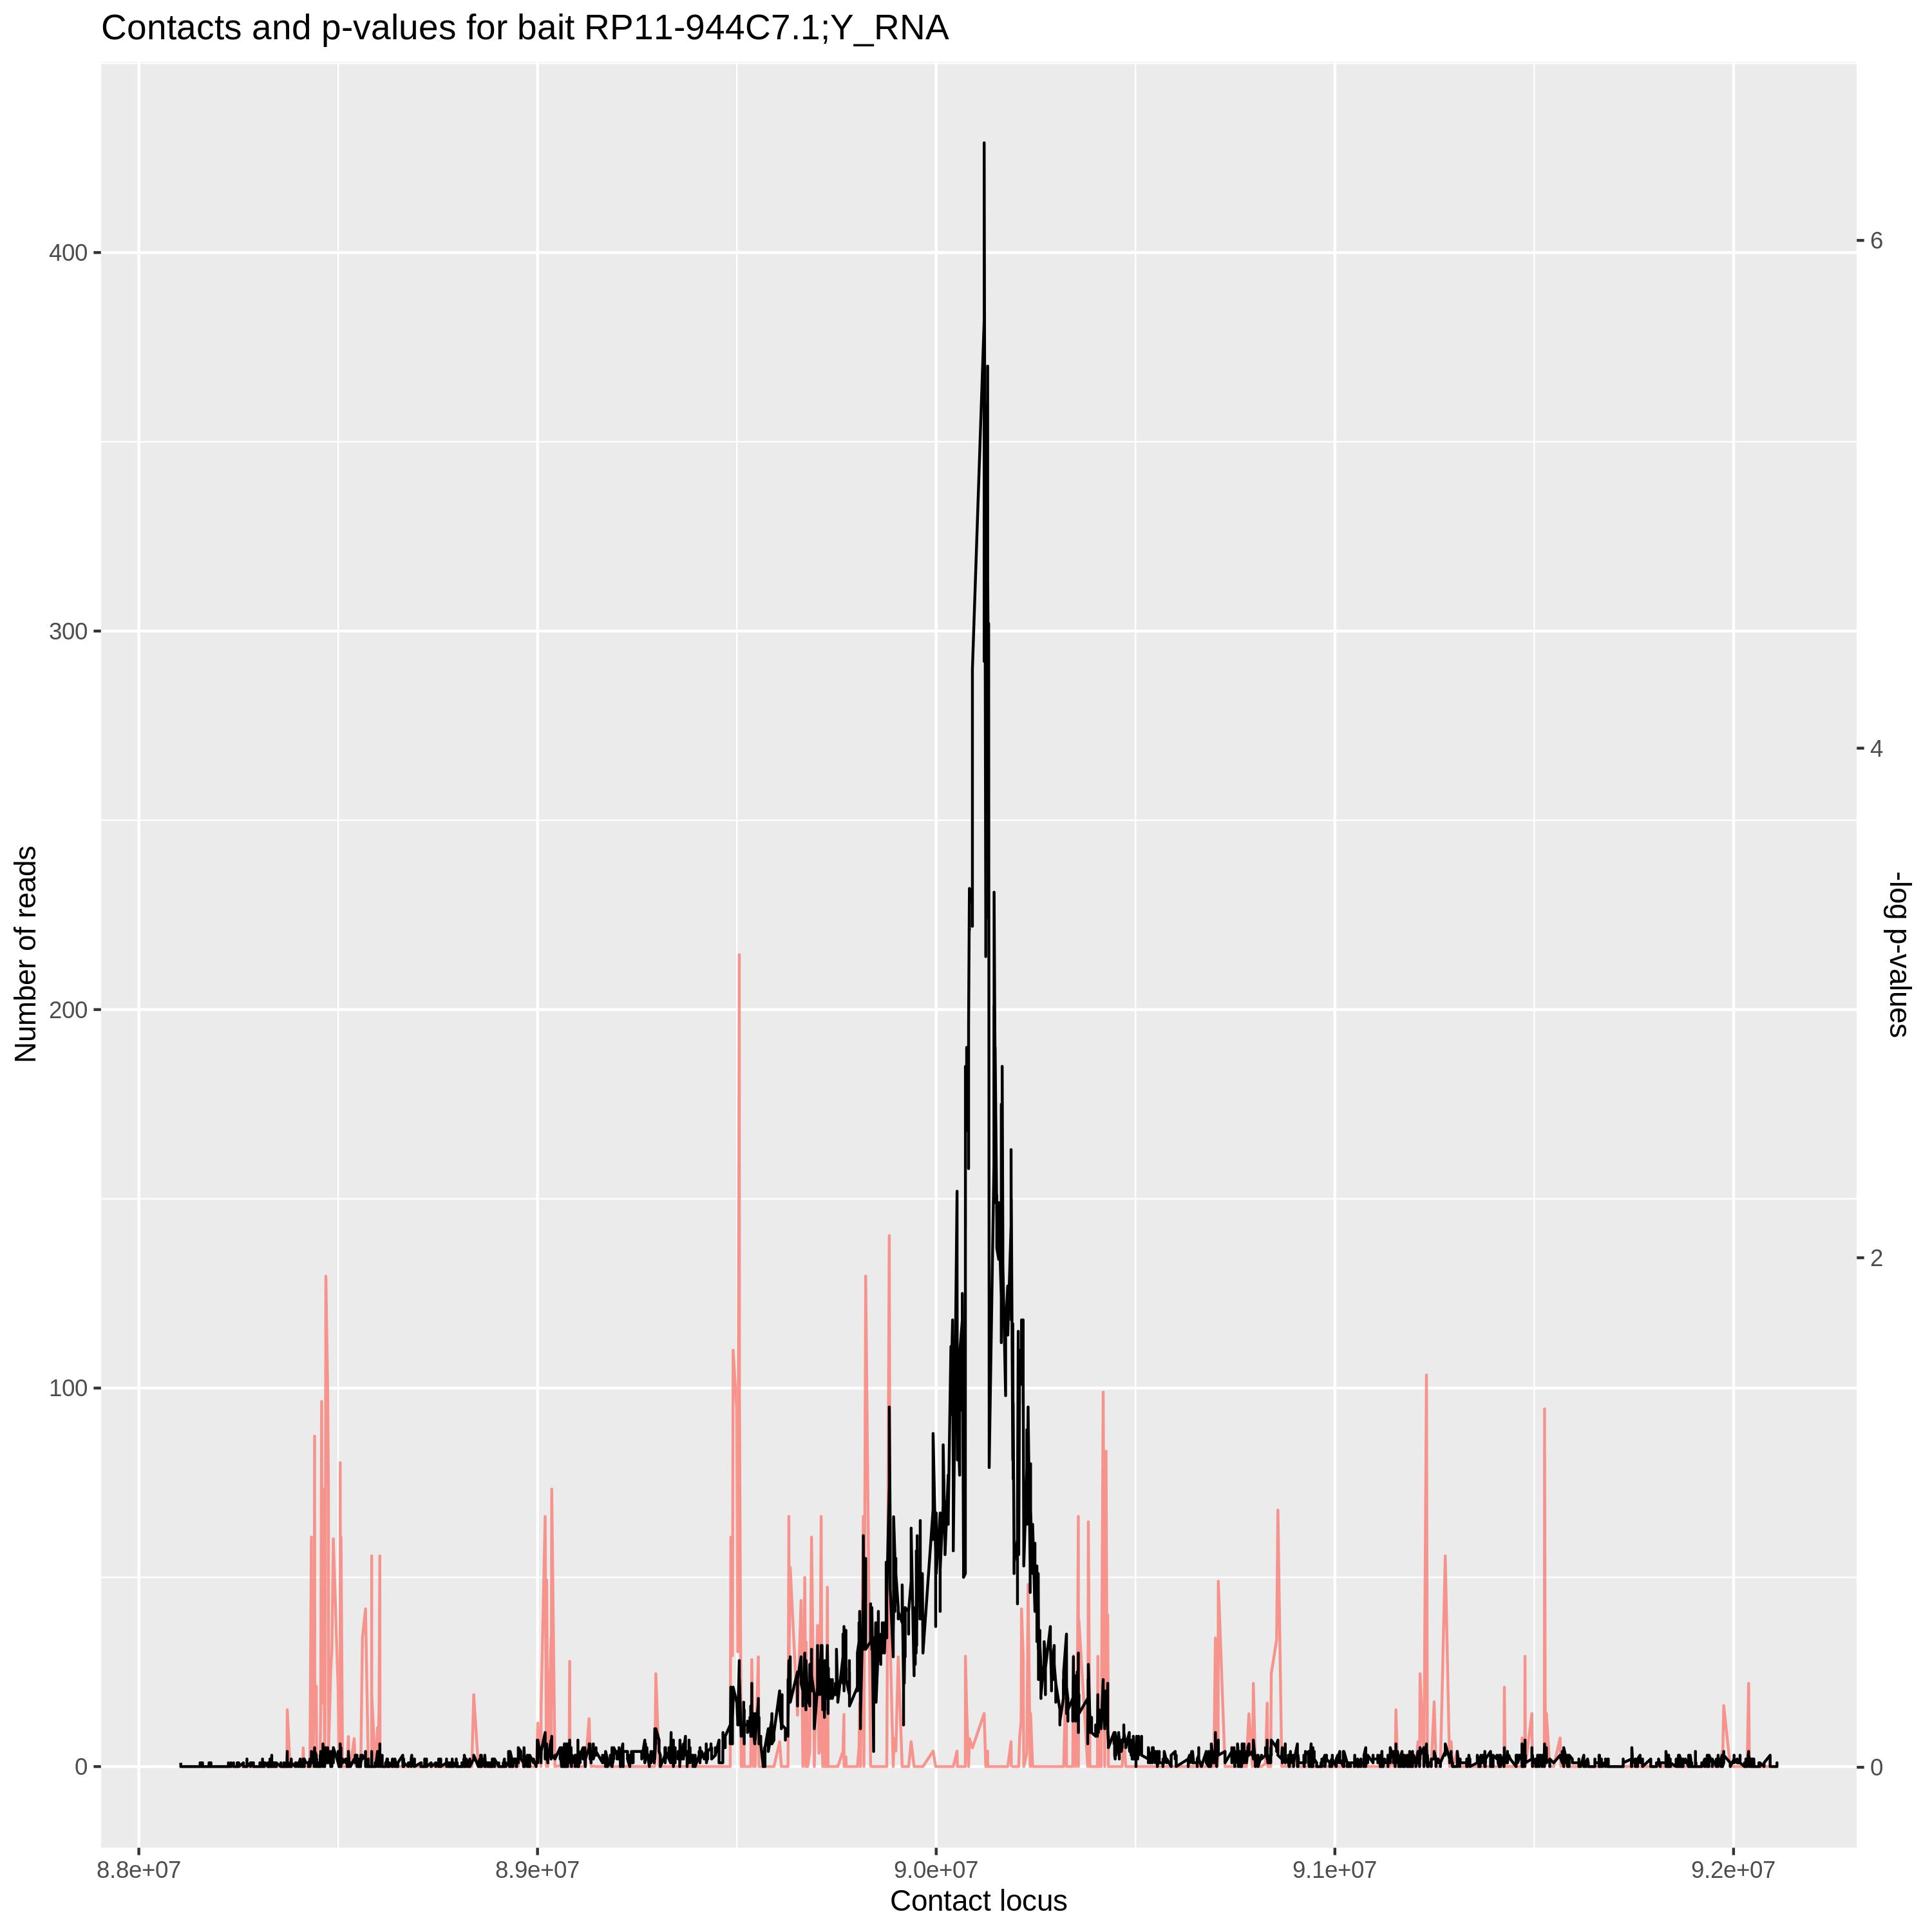 Contacts and p-values for bait RP11-944C7.1;Y_RNA
400
300
200
100
0
Number of reads
6
4
2
0
-log p-values
8.8e+07 8.9e+07 9.0e+07 9.1e+07 9.2e+07
Contact locus